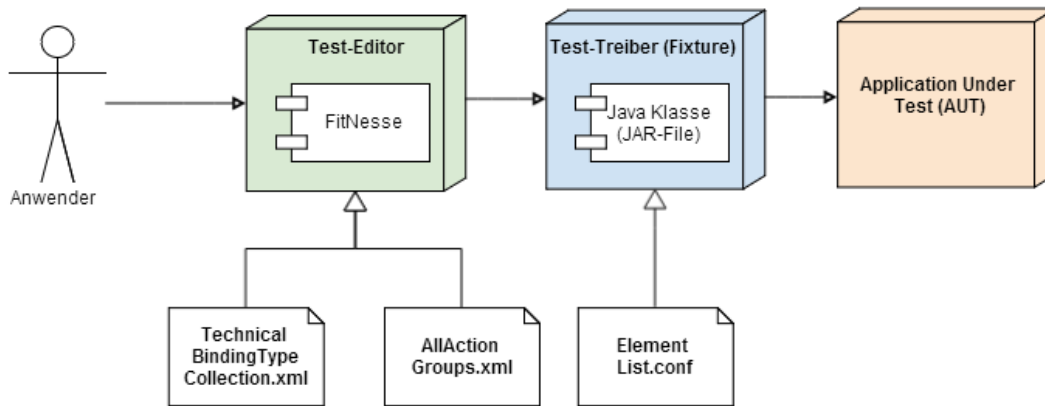 Test-Editor
Test-Treiber (Fixture)
Application Under
Test (AUT)
FitNesse
Java Klasse
(JAR-File)
Anwender
Technical
BindingType
Collection.xml
AllAction
Groups.xml
Element
List.conf